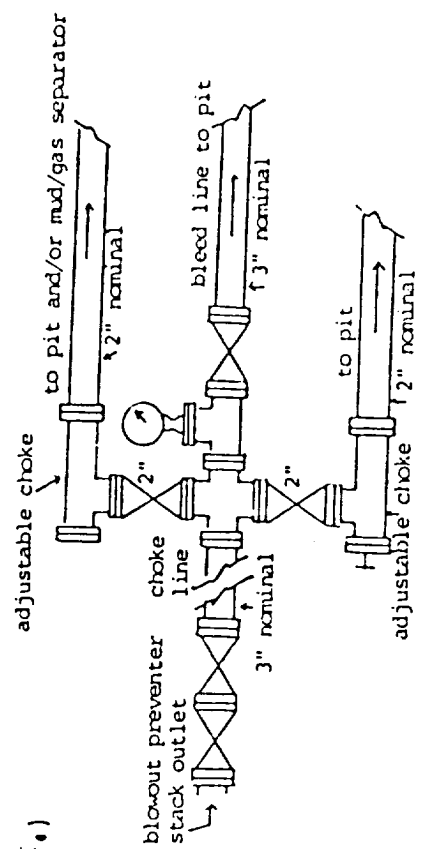 adjustable choke
to pit and/or mud/gas separator
2" nominal
2"
bleed line to pit
3" nominal
choke
line
3" nominal
blowout preventer
stack outlet
2"
to pit
2" nominal
adjustable choke